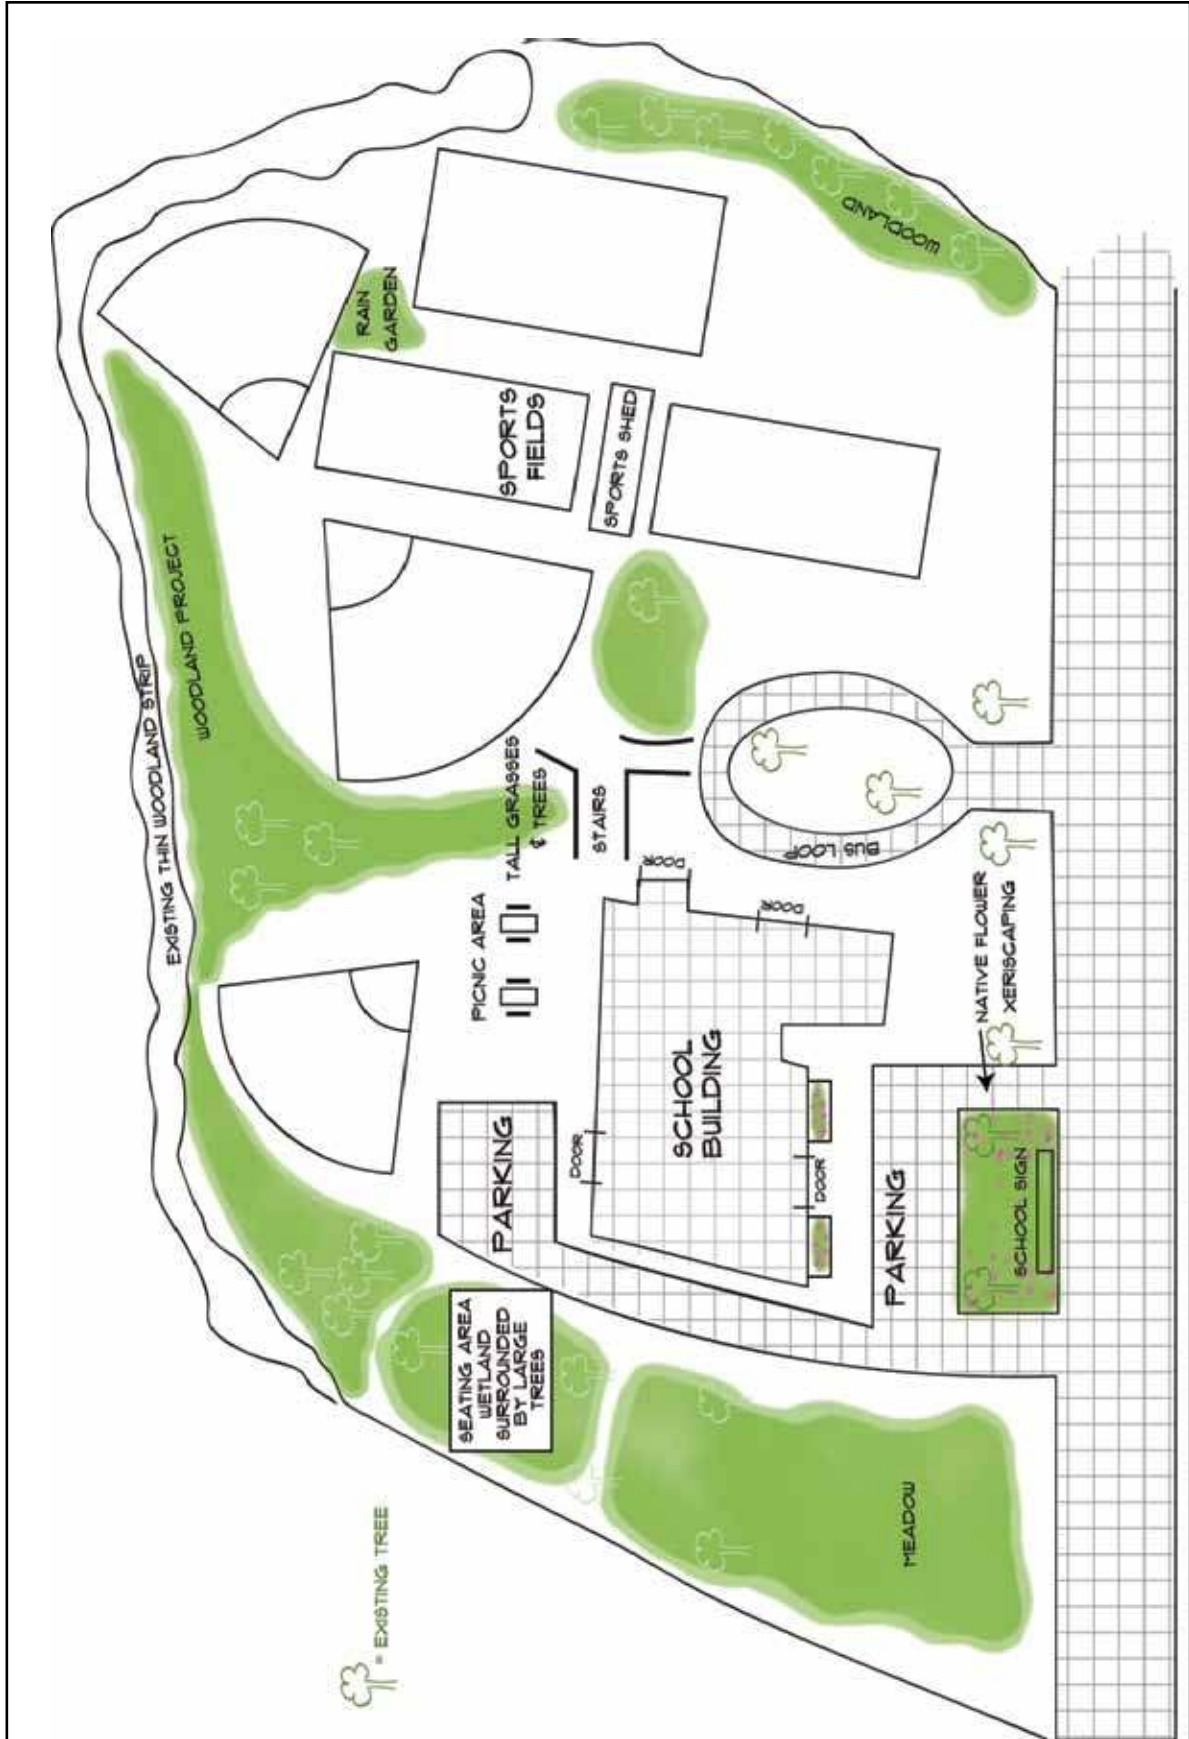 EXISTING THIN WOODLAND STRIP
WOODLAND PROJECT
RAIN
GARDEN
= EXISTING TREE
SEATING AREA
WETLAND
SURROUNDED
BY LARGE
TREES
PARKING
PICNIC AREA
TALL GRASSES
& TREES
SPORTS
FIELDS
DOOR
STAIRS
SPORTS SHED
SCHOOL
BUILDING
DOOR
DOOR
DOOR
BUS LOOP
WOODLAND
MEADOW
PARKING
NATIVE FLOWER
XERISCAPING
SCHOOL SIGN